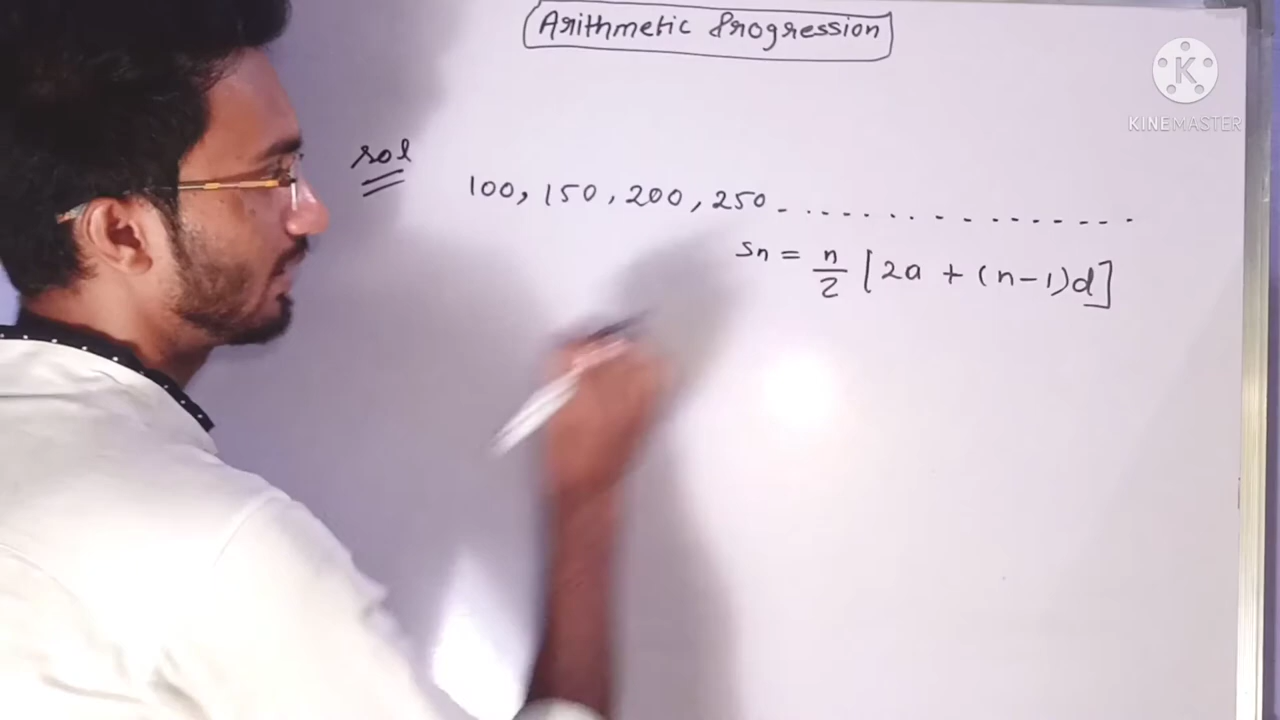 Arithmetic Progression
KINEMASTER
sol
100, 150, 200, 250 - . . . . . . . . . . . - - - -
Sn = n/2 [2a + (n-1)d]